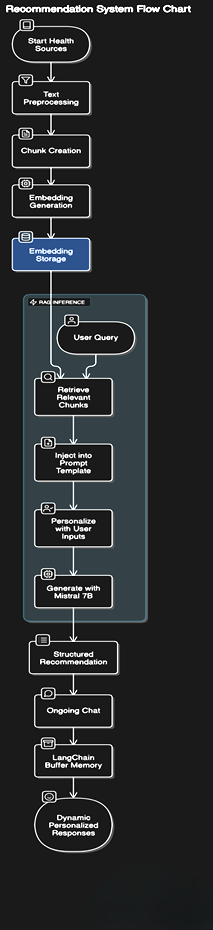 Recommendation System Flow Chart
Start Health
Sources
Text
Preprocessing
Chunk Creation
Embedding
Generation
Embedding
Storage
RAG INFERENCE
User Query
Retrieve
Relevant
Chunks
Inject into
Prompt
Template
Personalize
with User
Inputs
Generate with
Mistral 7B
Structured
Recommendation
Ongoing Chat
LangChain
Buffer Memory
Dynamic
Personalized
Responses